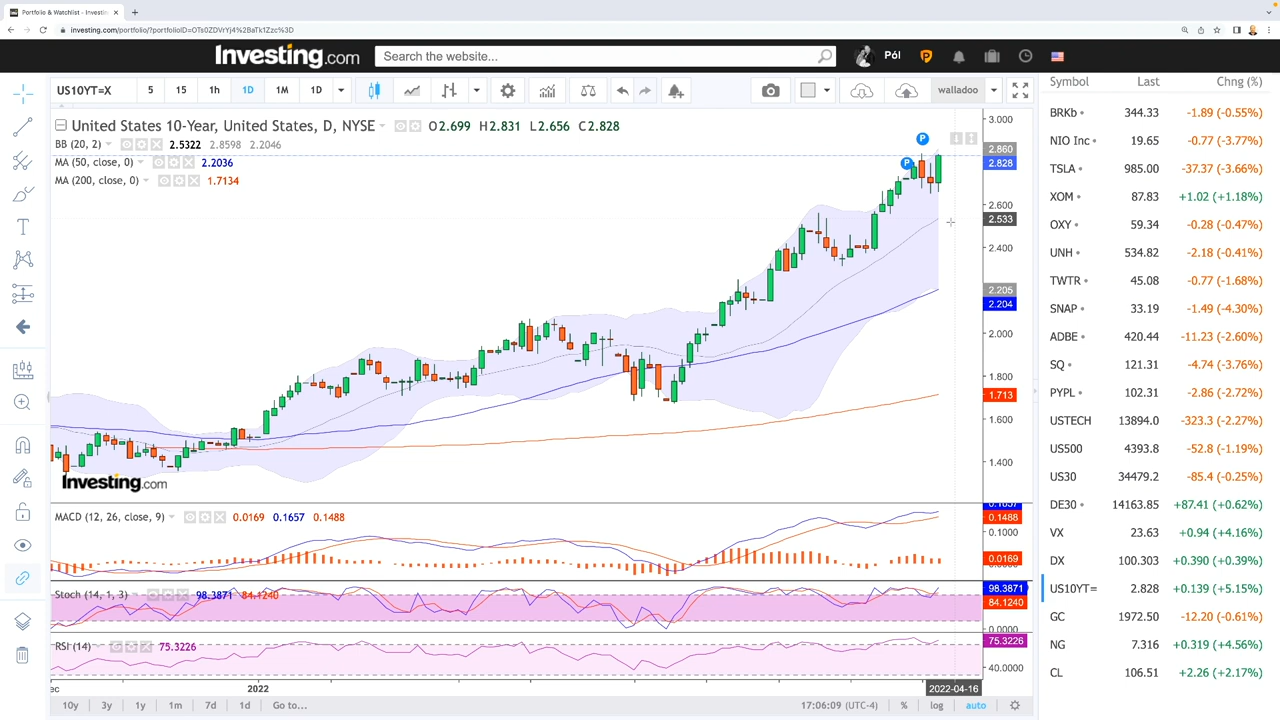 Portfolio & Watchlist - Investin
investing.com/portfolio/?portfolioID=OTs0ZDVrYj4%2BaTk1Zzc%3D
Investing.com Search the website... Pól
US10YT=X 5 15 1h 1D 1M 1D walladoo
Symbol Last Chng (%)
United States 10-Year, United States, D, NYSE O2.699 H2.831 L2.656 C2.828
BB (20, 2) 2.5322 2.8598 2.2046
MA (50, close, 0) 2.2036
MA (200, close, 0) 1.7134
P
P
3.000
2.860
2.828
2.600
2.533
2.400
2.205
2.204
2.000
1.800
1.713
1.600
1.400
Investing.com
MACD (12, 26, close, 9) 0.0169 0.1657 0.1488
0.1488
0.1000
0.0169
Stoch (14, 1, 3) 98.3871 84.1240
98.3871
84.1240
0.0000
RSI (14) 75.3226
75.3226
40.0000
2022 2022-04-16
10y 3y 1y 1m 7d 1d Go to... 17:06:09 (UTC-4) % log auto
BRKb 344.33 -1.89 (-0.55%)
NIO Inc 19.65 -0.77 (-3.77%)
TSLA 985.00 -37.37 (-3.66%)
XOM 87.83 +1.02 (+1.18%)
OXY 59.34 -0.28 (-0.47%)
UNH 534.82 -2.18 (-0.41%)
TWTR 45.08 -0.77 (-1.68%)
SNAP 33.19 -1.49 (-4.30%)
ADBE 420.44 -11.23 (-2.60%)
SQ 121.31 -4.74 (-3.76%)
PYPL 102.31 -2.86 (-2.72%)
USTECH 13894.0 -323.3 (-2.27%)
US500 4393.8 -52.8 (-1.19%)
US30 34479.2 -85.4 (-0.25%)
DE30 14163.85 +87.41 (+0.62%)
VX 23.63 +0.94 (+4.16%)
DX 100.303 +0.390 (+0.39%)
US10YT= 2.828 +0.139 (+5.15%)
GC 1972.50 -12.20 (-0.61%)
NG 7.316 +0.319 (+4.56%)
CL 106.51 +2.26 (+2.17%)